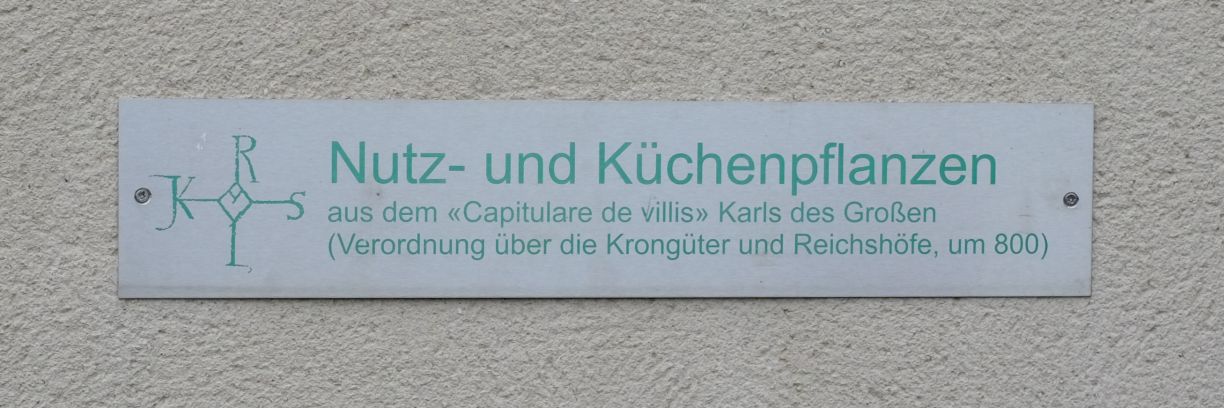 Nutz- und Küchenpflanzen
aus dem «Capitulare de villis» Karls des Großen
(Verordnung über die Krongüter und Reichshöfe, um 800)
K R S L